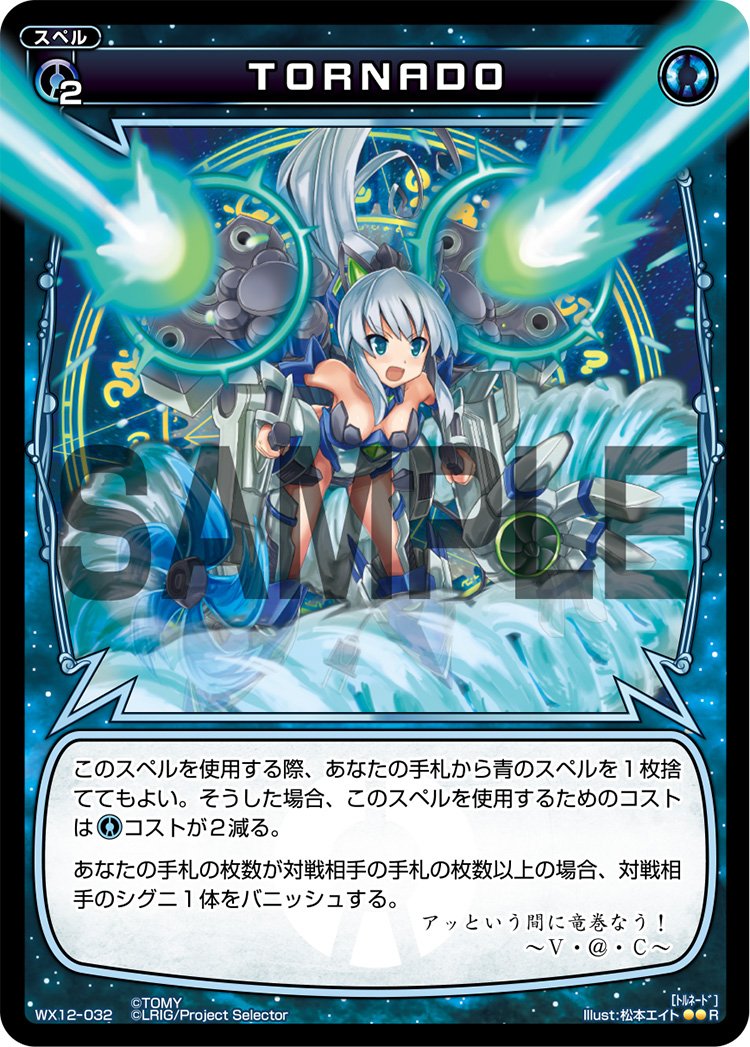 スペル
TORNADO
2
SAMPLE
このスペルを使用する際、あなたの手札から青のスペルを1枚捨
ててもよい。そうした場合、このスペルを使用するためのコスト
はコストが2減る。
あなたの手札の枚数が対戦相手の手札の枚数以上の場合、対戦相
手のシグニ1体をバニッシュする。
アッという間に竜巻なう!
～V・@・C～
[ﾄﾙﾈｰﾄﾞ]
WX12-032 ©TOMY
©LRIG/Project Selector
Illust:松本エイト R